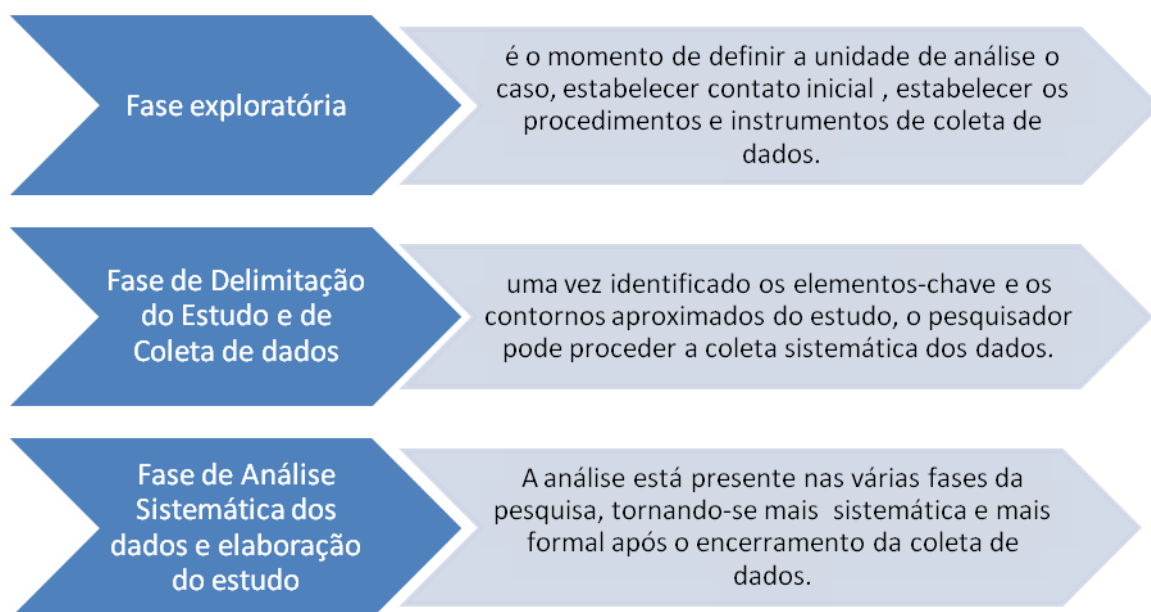 Fase exploratória
é o momento de definir a unidade de análise o
caso, estabelecer contato inicial , estabelecer os
procedimentos e instrumentos de coleta de
dados.
Fase de Delimitação
do Estudo e de
Coleta de dados
uma vez identificado os elementos-chave e os
contornos aproximados do estudo, o pesquisador
pode proceder a coleta sistemática dos dados.
Fase de Análise
Sistemática dos
dados e elaboração
do estudo
A análise está presente nas várias fases da
pesquisa, tornando-se mais sistemática e mais
formal após o encerramento da coleta de
dados.